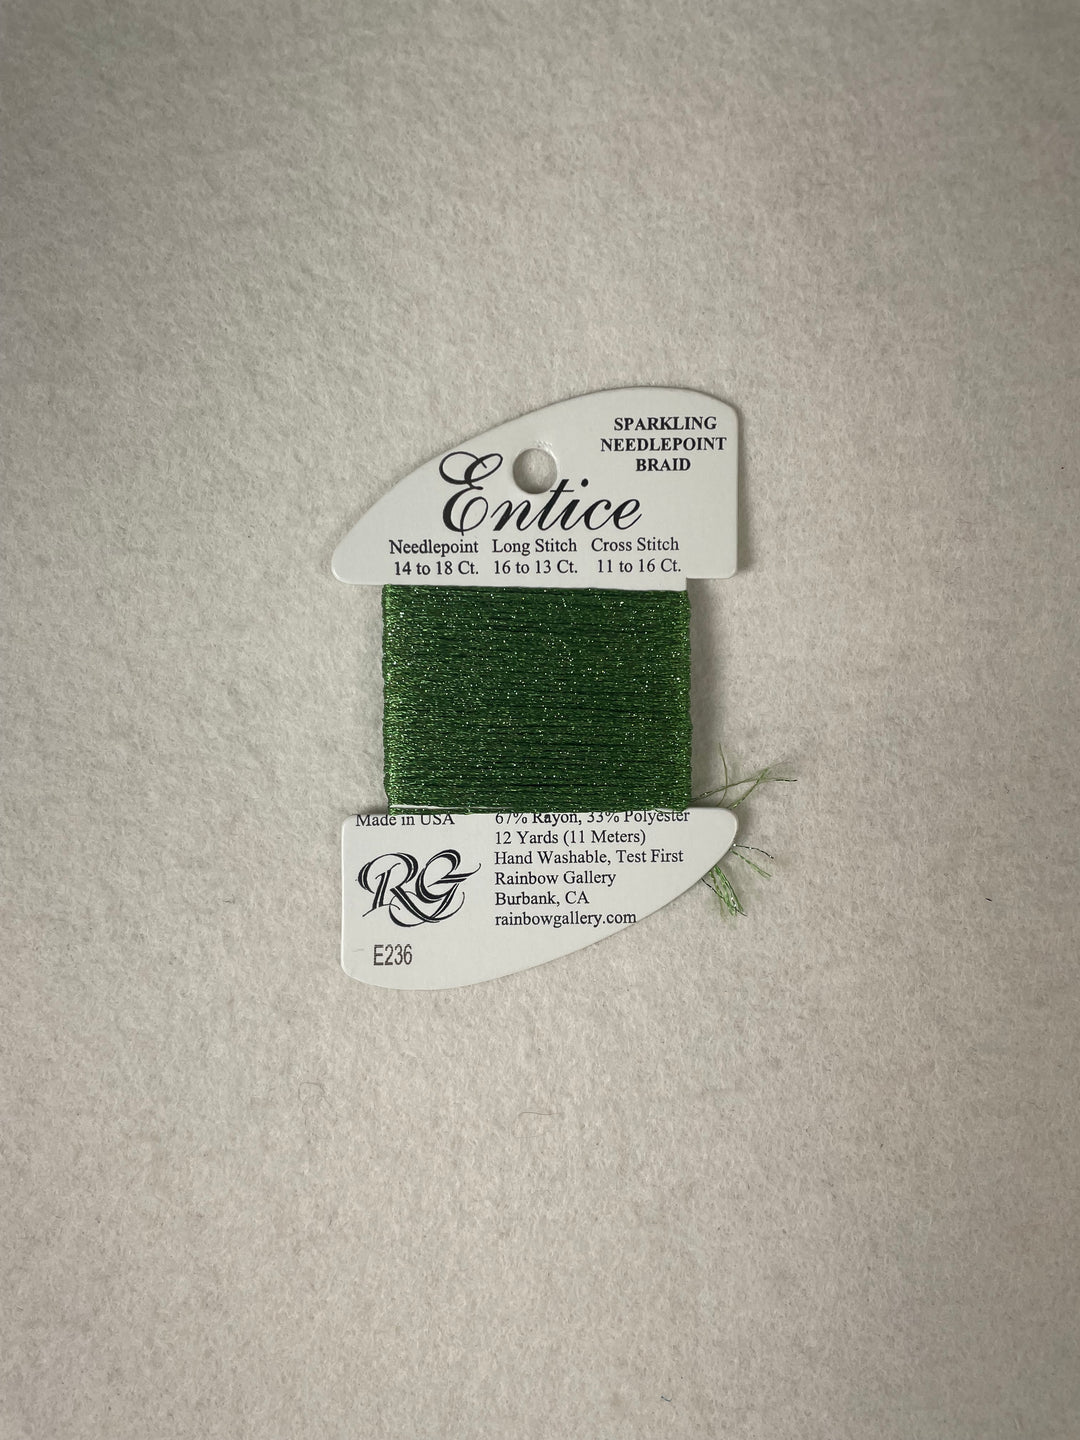 SPARKLING
NEEDLEPOINT
BRAID
Entice
Needlepoint Long Stitch Cross Stitch
14 to 18 Ct. 16 to 13 Ct. 11 to 16 Ct.
Made in USA
67% Rayon, 33% Polyester
12 Yards (11 Meters)
Hand Washable, Test First
Rainbow Gallery
Burbank, CA
rainbowgallery.com
RG
E236